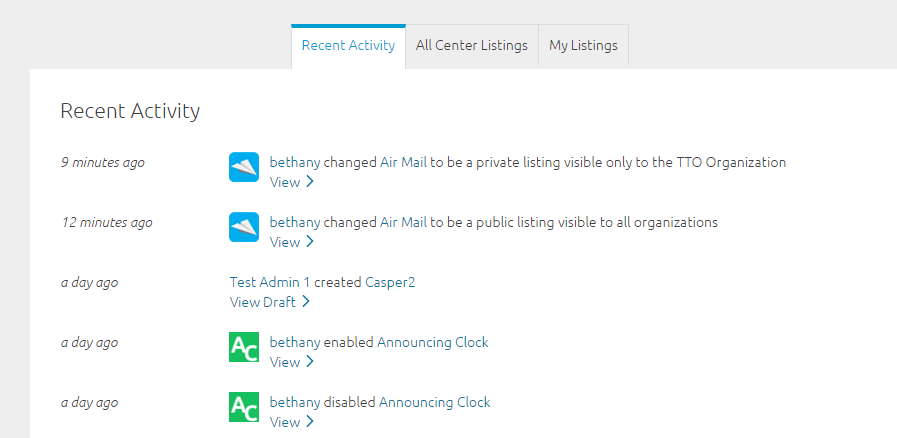 Recent Activity All Center Listings My Listings
Recent Activity
9 minutes ago bethany changed Air Mail to be a private listing visible only to the TTO Organization
View
12 minutes ago bethany changed Air Mail to be a public listing visible to all organizations
View
a day ago Test Admin 1 created Casper2
View Draft
a day ago AC bethany enabled Announcing Clock
View
a day ago AC bethany disabled Announcing Clock
View